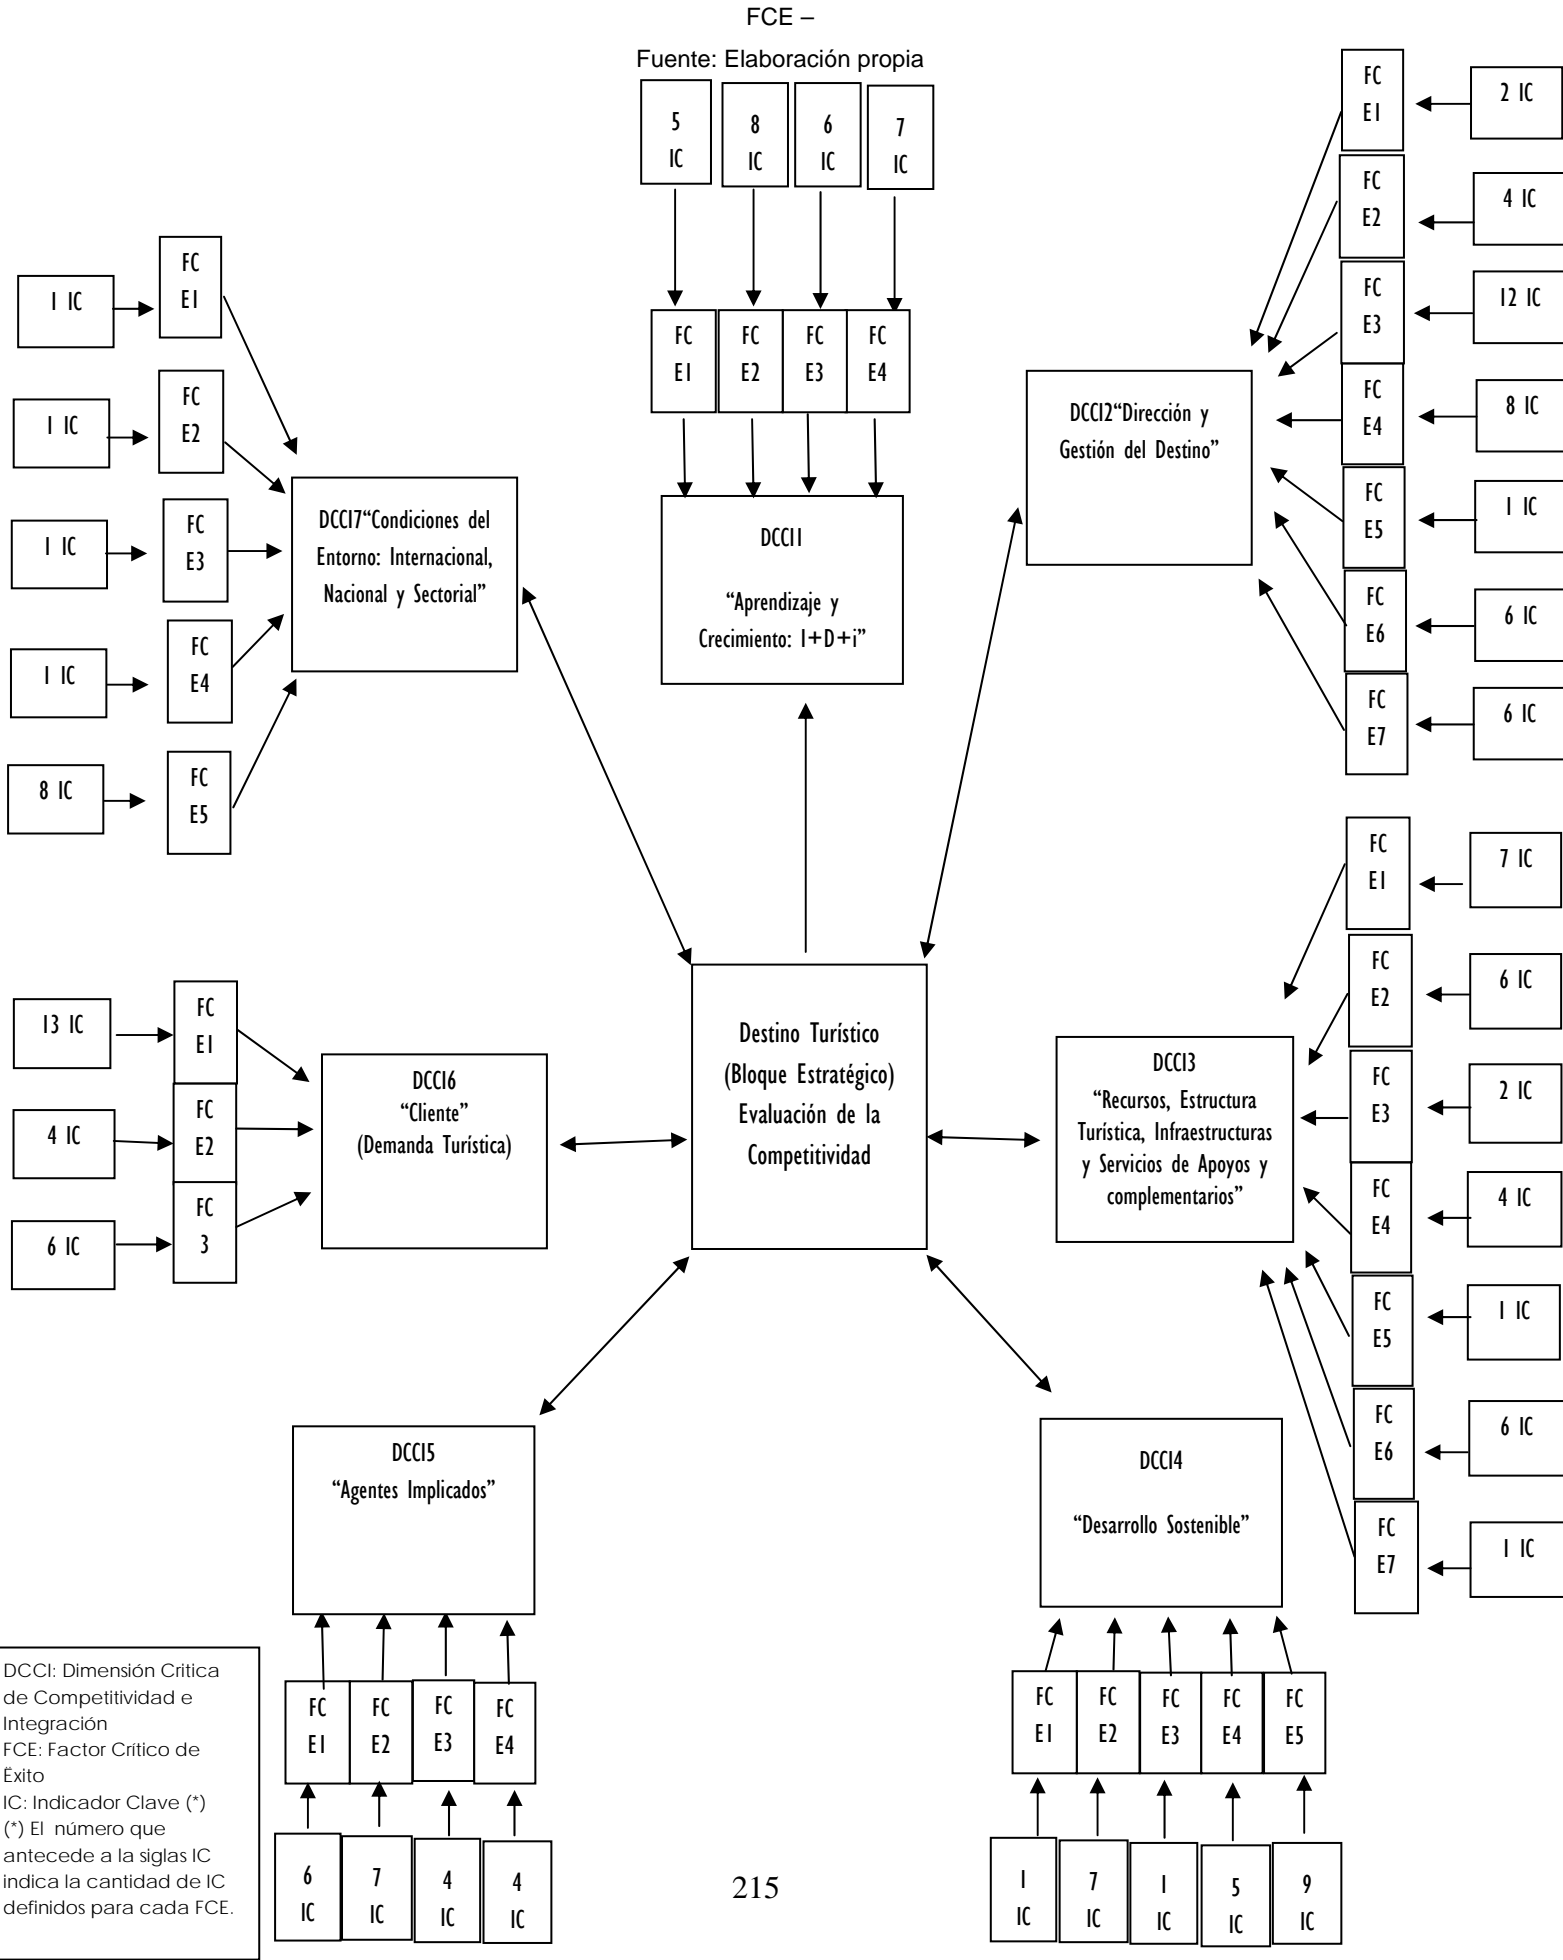 FCE –
Fuente: Elaboración propia
5
IC
8
IC
6
IC
7
IC
FC
E1
FC
E2
FC
E3
FC
E4
DCCI1
“Aprendizaje y
Crecimiento: I+D+i”
FC
E1
2 IC
FC
E2
4 IC
FC
E3
12 IC
FC
E4
8 IC
FC
E5
1 IC
FC
E6
6 IC
FC
E7
6 IC
DCCI2“Dirección y
Gestión del Destino”
1 IC
FC
E1
1 IC
FC
E2
1 IC
FC
E3
1 IC
FC
E4
8 IC
FC
E5
DCCI7“Condiciones del
Entorno: Internacional,
Nacional y Sectorial”
FC
E1
7 IC
FC
E2
6 IC
FC
E3
2 IC
FC
E4
4 IC
FC
E5
1 IC
FC
E6
6 IC
FC
E7
1 IC
DCCI3
“Recursos, Estructura
Turística, Infraestructuras
y Servicios de Apoyos y
complementarios”
Destino Turístico
(Bloque Estratégico)
Evaluación de la
Competitividad
13 IC
FC
E1
4 IC
FC
E2
6 IC
FC
3
DCCI6
“Cliente”
(Demanda Turística)
DCCI5
“Agentes Implicados”
FC
E1
FC
E2
FC
E3
FC
E4
6
IC
7
IC
4
IC
4
IC
DCCI4
“Desarrollo Sostenible”
FC
E1
FC
E2
FC
E3
FC
E4
FC
E5
1
IC
7
IC
1
IC
5
IC
9
IC
DCCI: Dimensión Critica
de Competitividad e
Integración
FCE: Factor Crítico de
Ëxito
IC: Indicador Clave (*)
(*) El número que
antecede a la siglas IC
indica la cantidad de IC
definidos para cada FCE.
215